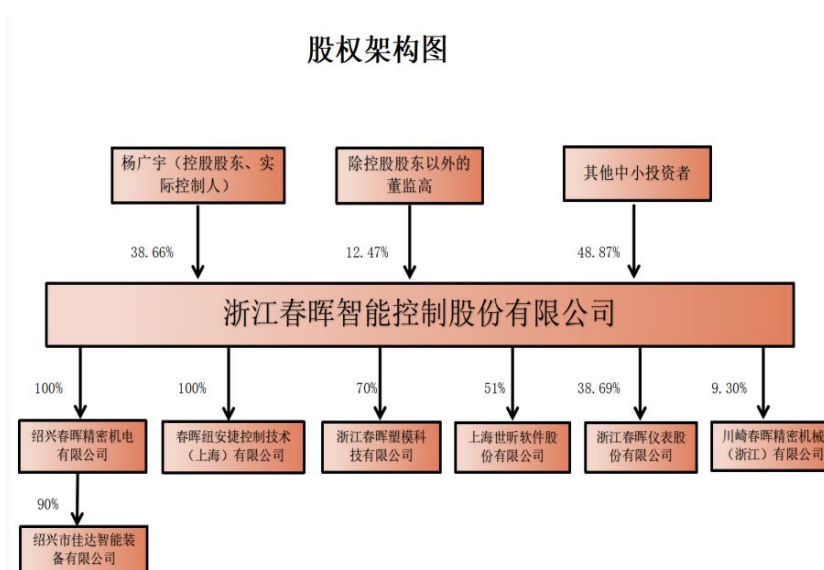 股权架构图
杨广宇（控股股东、实
际控制人）
除控股股东以外的
董监高
其他中小投资者
38.66%
12.47%
48.87%
浙江春晖智能控制股份有限公司
100%
100%
70%
51%
38.69%
9.30%
绍兴春晖精密机电
有限公司
春晖纽安捷控制技术
（上海）有限公司
浙江春晖塑模科
技有限公司
上海世昕软件股
份有限公司
浙江春晖仪表股
份有限公司
川崎春晖精密机械
（浙江）有限公司
90%
绍兴市佳达智能装
备有限公司